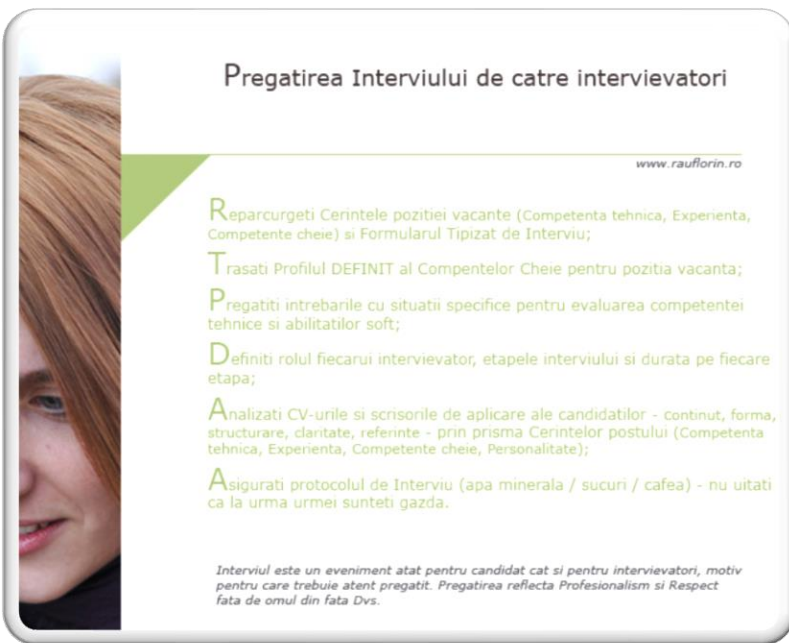 Pregatirea Interviului de catre intervievatori
www.rauflorin.ro
Reparcurgeti Cerintele pozitiei vacante (Competenta tehnica, Experienta,
Competente cheie) si Formularul Tipizat de Interviu;
Trasati Profilul DEFINIT al Compentelor Cheie pentru pozitia vacanta;
Pregatiti intrebarile cu situatii specifice pentru evaluarea competentei
tehnice si abilitatilor soft;
Definiti rolul fiecarui intervievator, etapele interviului si durata pe fiecare
etapa;
Analizati CV-urile si scrisorile de aplicare ale candidatilor - continut, forma,
structurare, claritate, referinte - prin prisma Cerintelor postului (Competenta
tehnica, Experienta, Competente cheie, Personalitate);
Asigurati protocolul de Interviu (apa minerala / sucuri / cafea) - nu uitati
ca la urma urmei sunteti gazda.
Interviul este un eveniment atat pentru candidat cat si pentru intervievatori, motiv
pentru care trebuie atent pregatit. Pregatirea reflecta Profesionalism si Respect
fata de omul din fata Dvs.